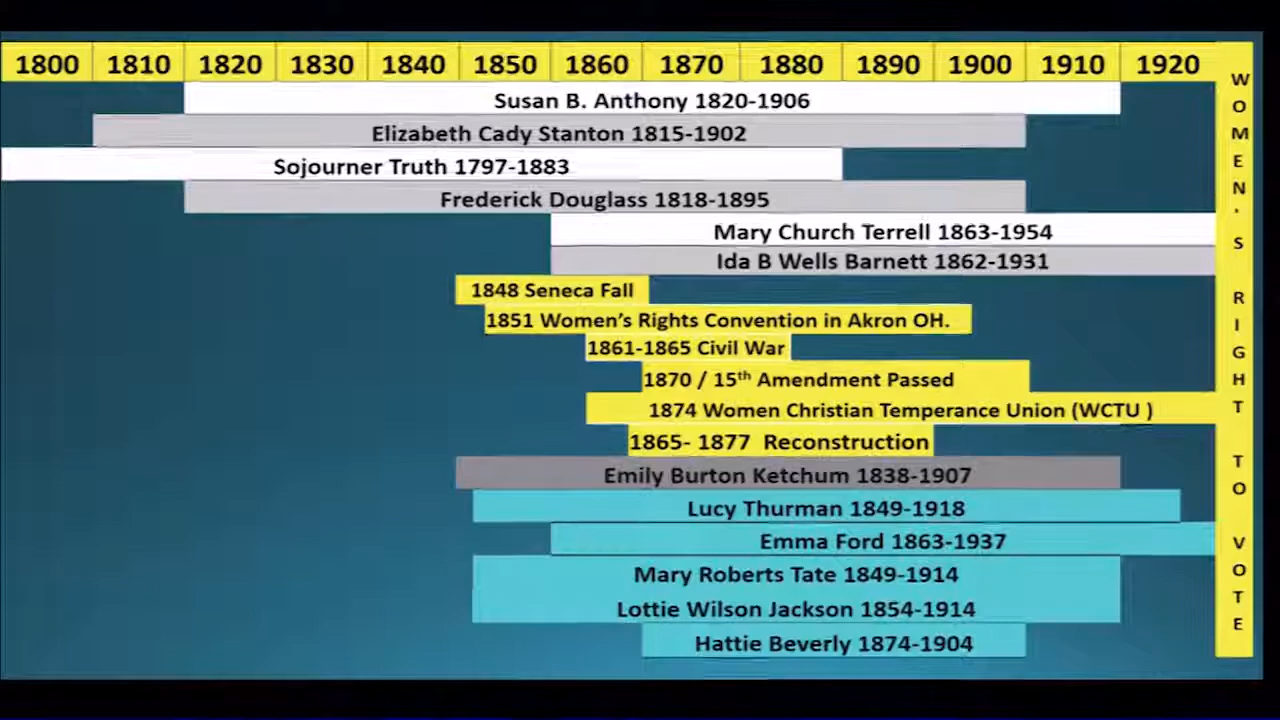 1800 1810 1820 1830 1840 1850 1860 1870 1880 1890 1900 1910 1920
Susan B. Anthony 1820-1906
Elizabeth Cady Stanton 1815-1902
Sojourner Truth 1797-1883
Frederick Douglass 1818-1895
Mary Church Terrell 1863-1954
Ida B Wells Barnett 1862-1931
1848 Seneca Fall
1851 Women’s Rights Convention in Akron OH.
1861-1865 Civil War
1870 / 15th Amendment Passed
1874 Women Christian Temperance Union (WCTU )
1865- 1877 Reconstruction
Emily Burton Ketchum 1838-1907
Lucy Thurman 1849-1918
Emma Ford 1863-1937
Mary Roberts Tate 1849-1914
Lottie Wilson Jackson 1854-1914
Hattie Beverly 1874-1904
WOMEN'S RIGHT TO VOTE